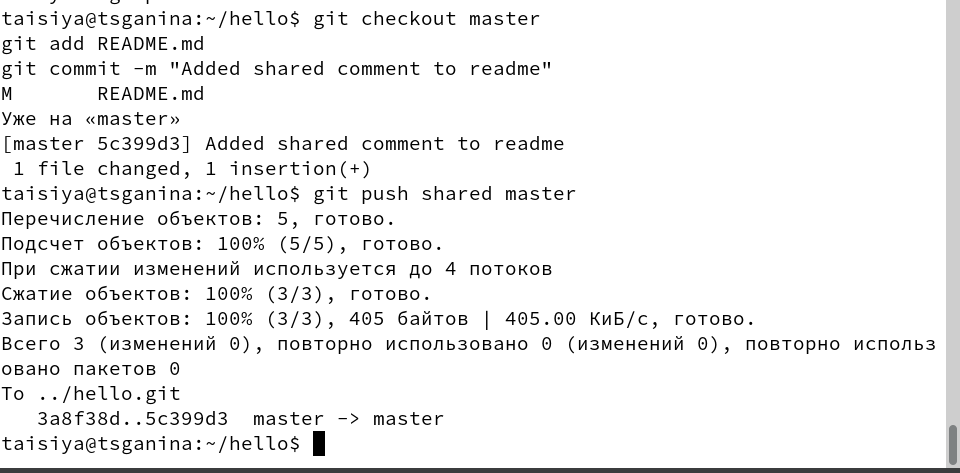 taisiya@tsganina:~/hello$ git checkout master
git add README.md
git commit -m "Added shared comment to readme"
M       README.md
Уже на «master»
[master 5c399d3] Added shared comment to readme
 1 file changed, 1 insertion(+)
taisiya@tsganina:~/hello$ git push shared master
Перечисление объектов: 5, готово.
Подсчет объектов: 100% (5/5), готово.
При сжатии изменений используется до 4 потоков
Сжатие объектов: 100% (3/3), готово.
Запись объектов: 100% (3/3), 405 байтов | 405.00 КиБ/с, готово.
Всего 3 (изменений 0), повторно использовано 0 (изменений 0), повторно использ
овано пакетов 0
To ../hello.git
   3a8f38d..5c399d3  master -> master
taisiya@tsganina:~/hello$